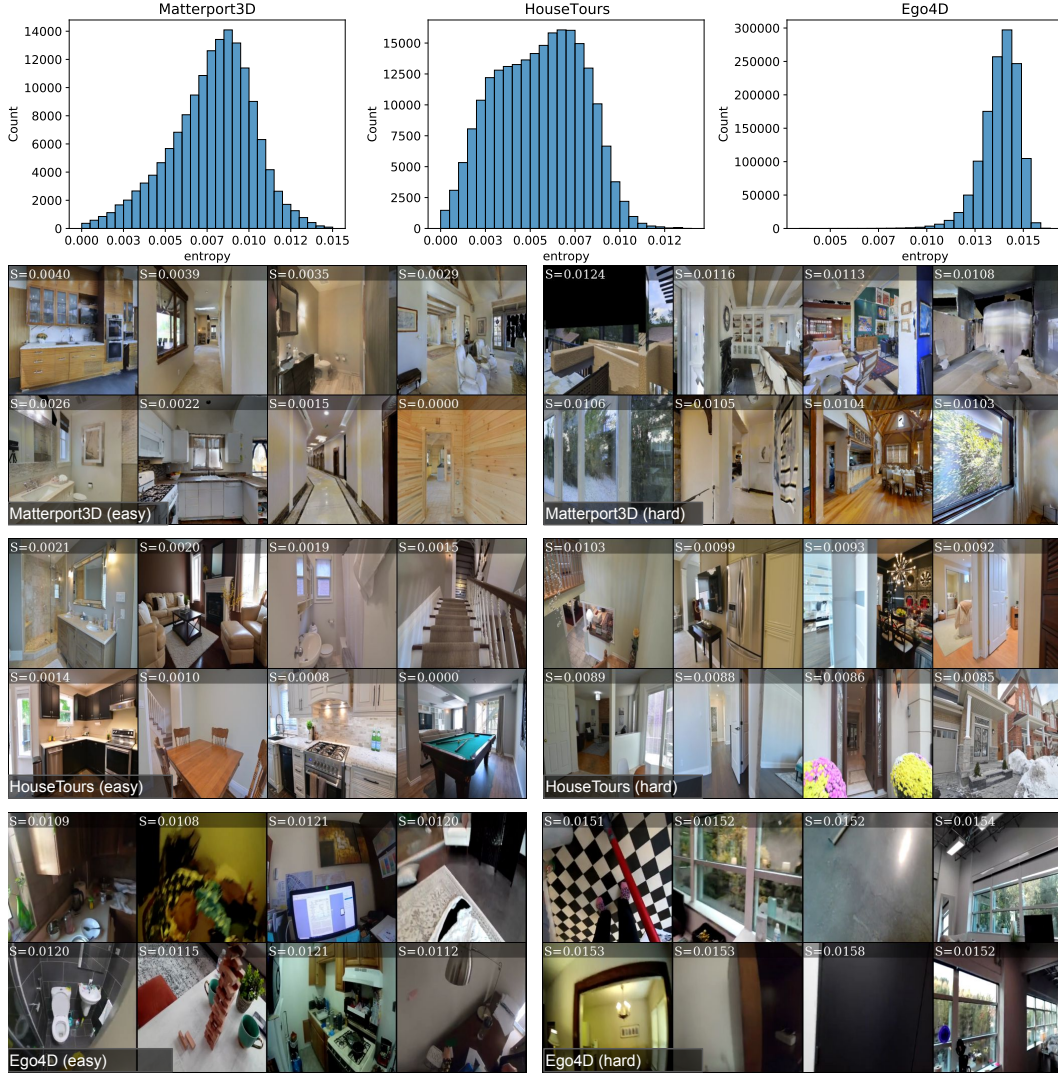 Matterport3D
HouseTours
Ego4D
Count
14000
12000
10000
8000
6000
4000
2000
0
0.000 0.003 0.005 0.007 0.010 0.012 0.015
entropy
Count
15000
12500
10000
7500
5000
2500
0
0.000 0.003 0.005 0.007 0.010 0.012
entropy
Count
300000
250000
200000
150000
100000
50000
0
0.005 0.007 0.010 0.013 0.015
entropy
S=0.0040 S=0.0039 S=0.0035 S=0.0029
S=0.0026 S=0.0022 S=0.0015 S=0.0000
Matterport3D (easy)
S=0.0124 S=0.0116 S=0.0113 S=0.0108
S=0.0106 S=0.0105 S=0.0104 S=0.0103
Matterport3D (hard)
S=0.0021 S=0.0020 S=0.0019 S=0.0015
S=0.0014 S=0.0010 S=0.0008 S=0.0000
HouseTours (easy)
S=0.0103 S=0.0099 S=0.0093 S=0.0092
S=0.0089 S=0.0088 S=0.0086 S=0.0085
HouseTours (hard)
S=0.0109 S=0.0108 S=0.0121 S=0.0120
S=0.0120 S=0.0115 S=0.0121 S=0.0112
Ego4D (easy)
S=0.0151 S=0.0152 S=0.0152 S=0.0154
S=0.0153 S=0.0153 S=0.0158 S=0.0152
Ego4D (hard)